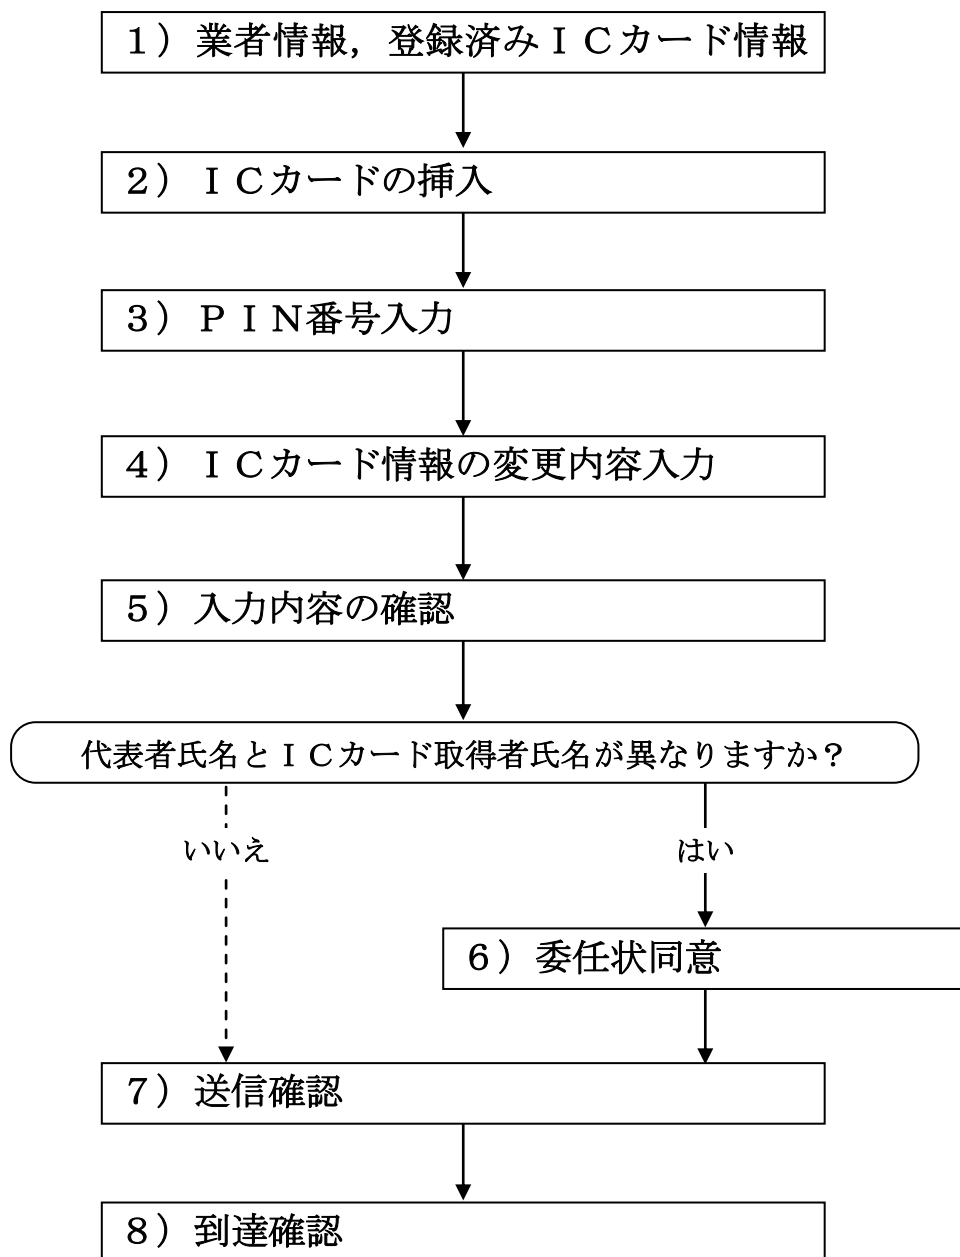 １）業者情報，登録済みＩＣカード情報
２）ＩＣカードの挿入
３）ＰＩＮ番号入力
４）ＩＣカード情報の変更内容入力
５）入力内容の確認
代表者氏名とＩＣカード取得者氏名が異なりますか？
いいえ
はい
６）委任状同意
７）送信確認
８）到達確認